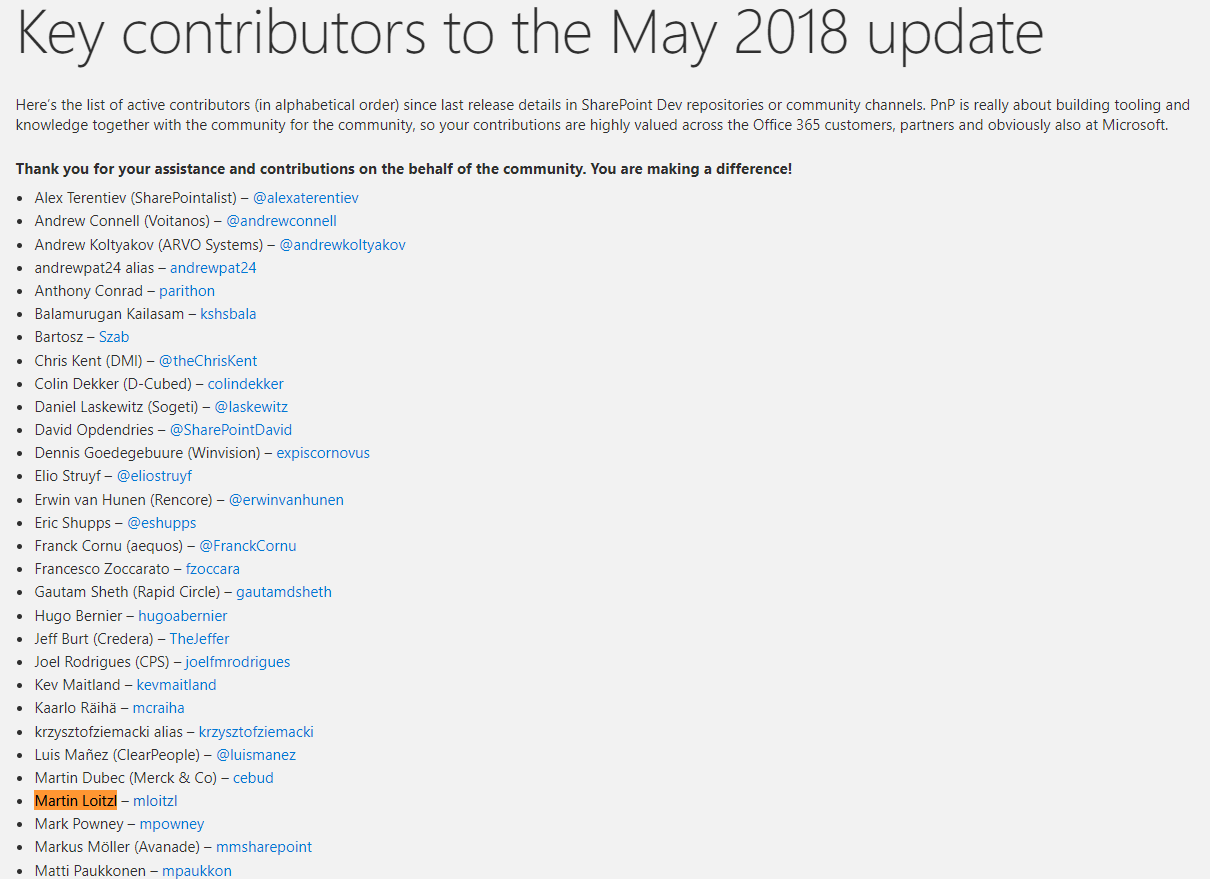 Key contributors to the May 2018 update
Here's the list of active contributors (in alphabetical order) since last release details in SharePoint Dev repositories or community channels. PnP is really about building tooling and
knowledge together with the community for the community, so your contributions are highly valued across the Office 365 customers, partners and obviously also at Microsoft.
Thank you for your assistance and contributions on the behalf of the community. You are making a difference!
• Alex Terentiev (SharePointalist) – @alexaterentiev
• Andrew Connell (Voitanos) – @andrewconnell
• Andrew Koltyakov (ARVO Systems) – @andrewkoltyakov
• andrewpat24 alias – andrewpat24
• Anthony Conrad – parithon
• Balamurugan Kailasam – kshsbala
• Bartosz – Szab
• Chris Kent (DMI) – @theChrisKent
• Colin Dekker (D-Cubed) – colindekker
• Daniel Laskewitz (Sogeti) – @laskewitz
• David Opdendries – @SharePointDavid
• Dennis Goedegebuure (Winvision) – expiscornovus
• Elio Struyf – @eliostruyf
• Erwin van Hunen (Rencore) – @erwinvanhunen
• Eric Shupps – @eshupps
• Franck Cornu (aequos) – @FranckCornu
• Francesco Zoccarato – fzoccara
• Gautam Sheth (Rapid Circle) – gautamdsheth
• Hugo Bernier – hugoabernier
• Jeff Burt (Credera) – TheJeffer
• Joel Rodrigues (CPS) – joelfmrodrigues
• Kev Maitland – kevmaitland
• Kaarlo Räihä – mcraiha
• krzysztofziemacki alias – krzysztofziemacki
• Luis Mañez (ClearPeople) – @luismanez
• Martin Dubec (Merck & Co) – cebud
• Martin Loitzl – mloitzl
• Mark Powney – mpowney
• Markus Möller (Avanade) – mmsharepoint
• Matti Paukkonen – mpaukkon